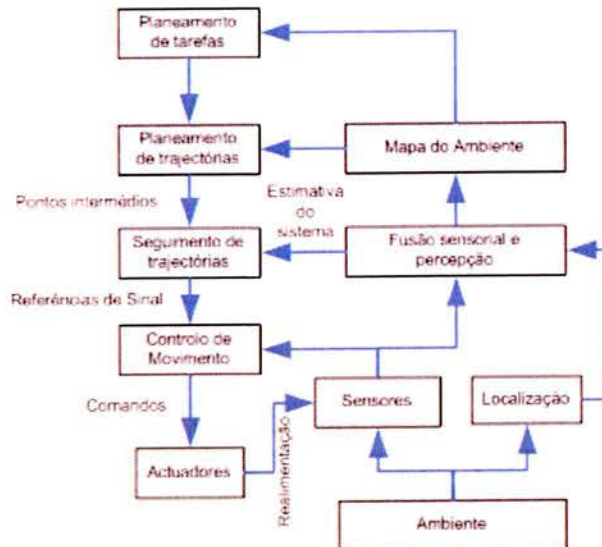 Planeamento
de tarefas
Planeamento
de trajectórias
Mapa do Ambiente
Pontos intermédios
Estimativa
do
sistema
Seguimento de
trajectórias
Fusão sensorial e
percepção
Referências de Sinal
Controlo de
Movimento
Comandos
Sensores
Localização
Actuadores
Realimentação
Ambiente